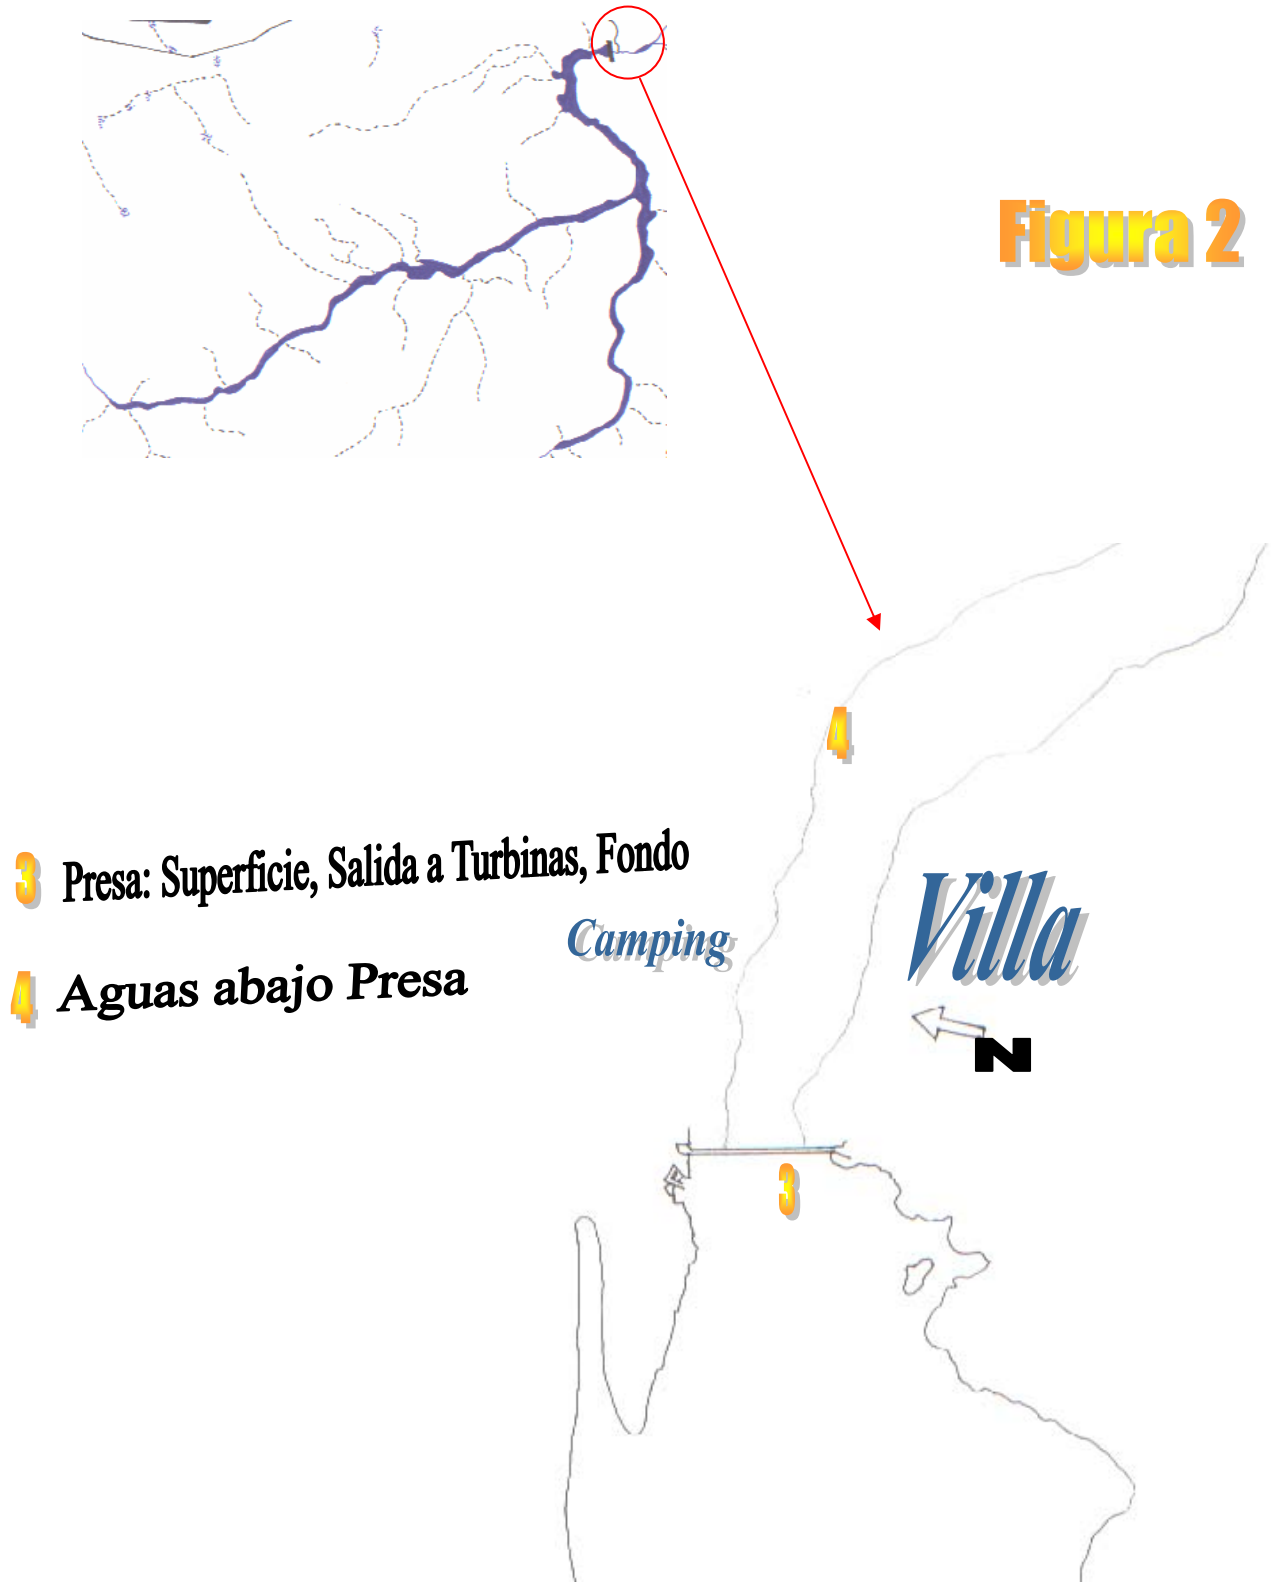 Figura 2
4
3 Presa: Superficie, Salida a Turbinas, Fondo
Camping
Villa
4 Aguas abajo Presa
N
3